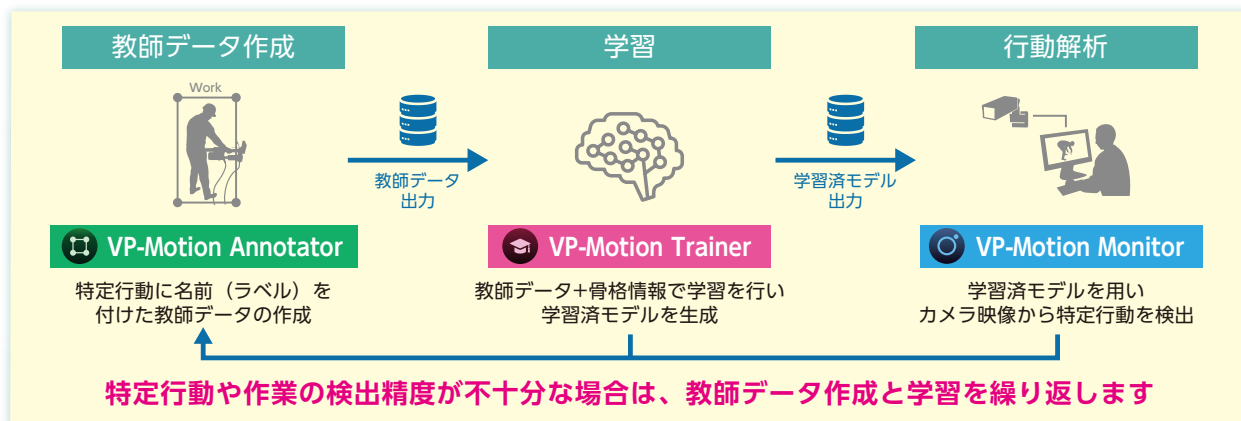 教師データ作成
学習
行動解析
Work
教師データ
出力
学習済モデル
出力
VP-Motion Annotator
VP-Motion Trainer
VP-Motion Monitor
特定行動に名前（ラベル）を
付けた教師データの作成
教師データ+骨格情報で学習を行い
学習済モデルを生成
学習済モデルを用い
カメラ映像から特定行動を検出
特定行動や作業の検出精度が不十分な場合は、教師データ作成と学習を繰り返します